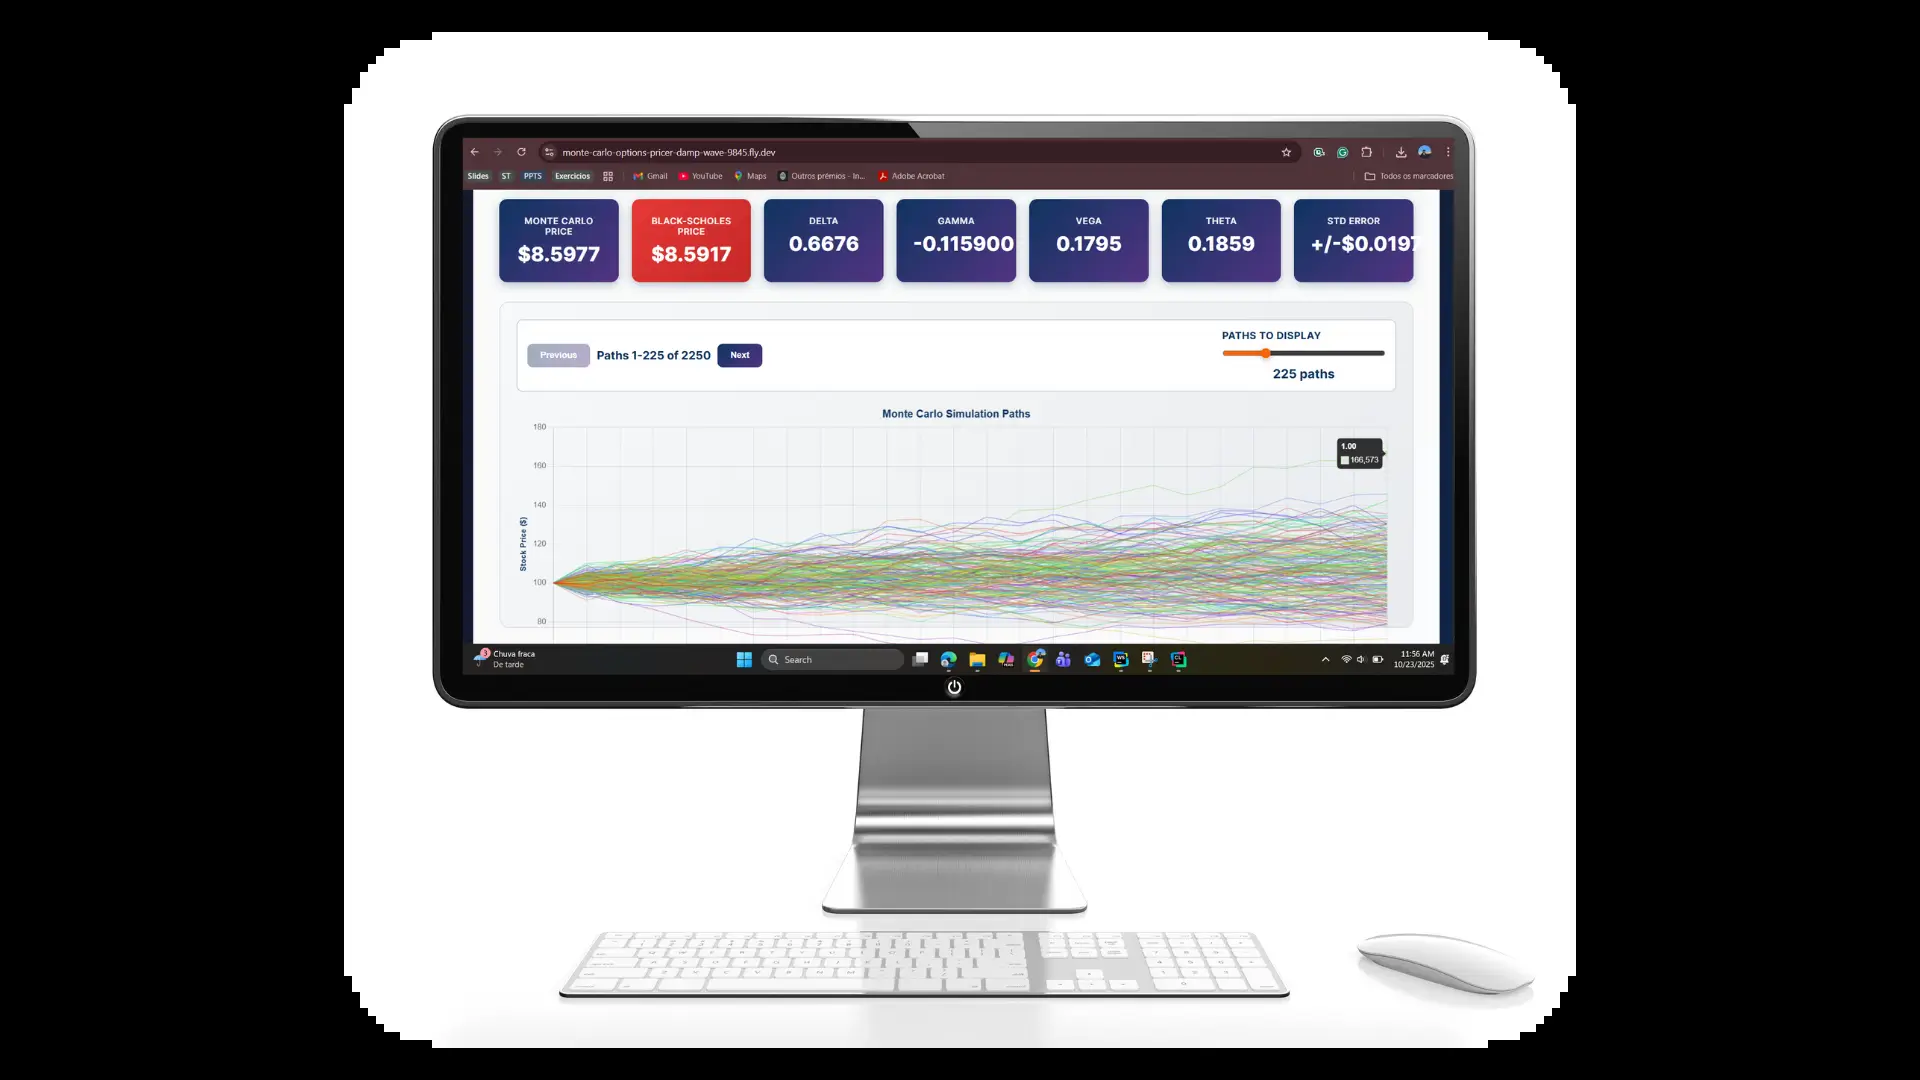 monte-carlo-options-pricer-damp-wave-9845.fly.dev
Slides ST PPTS Exercícios Gmail YouTube Maps Outros prémios - In... Adobe Acrobat Todos os marcadores
MONTE CARLO
PRICE
$8.5977
BLACK-SCHOLES
PRICE
$8.5917
DELTA
0.6676
GAMMA
-0.115900
VEGA
0.1795
THETA
0.1859
STD ERROR
+/-$0.0197
Previous Paths 1-225 of 2250 Next
PATHS TO DISPLAY
225 paths
Monte Carlo Simulation Paths
180
160
140
120
100
80
Stock Price ($)
1.00
166,573
3
Chuva fraca
De tarde
Search
11:56 AM
10/23/2025